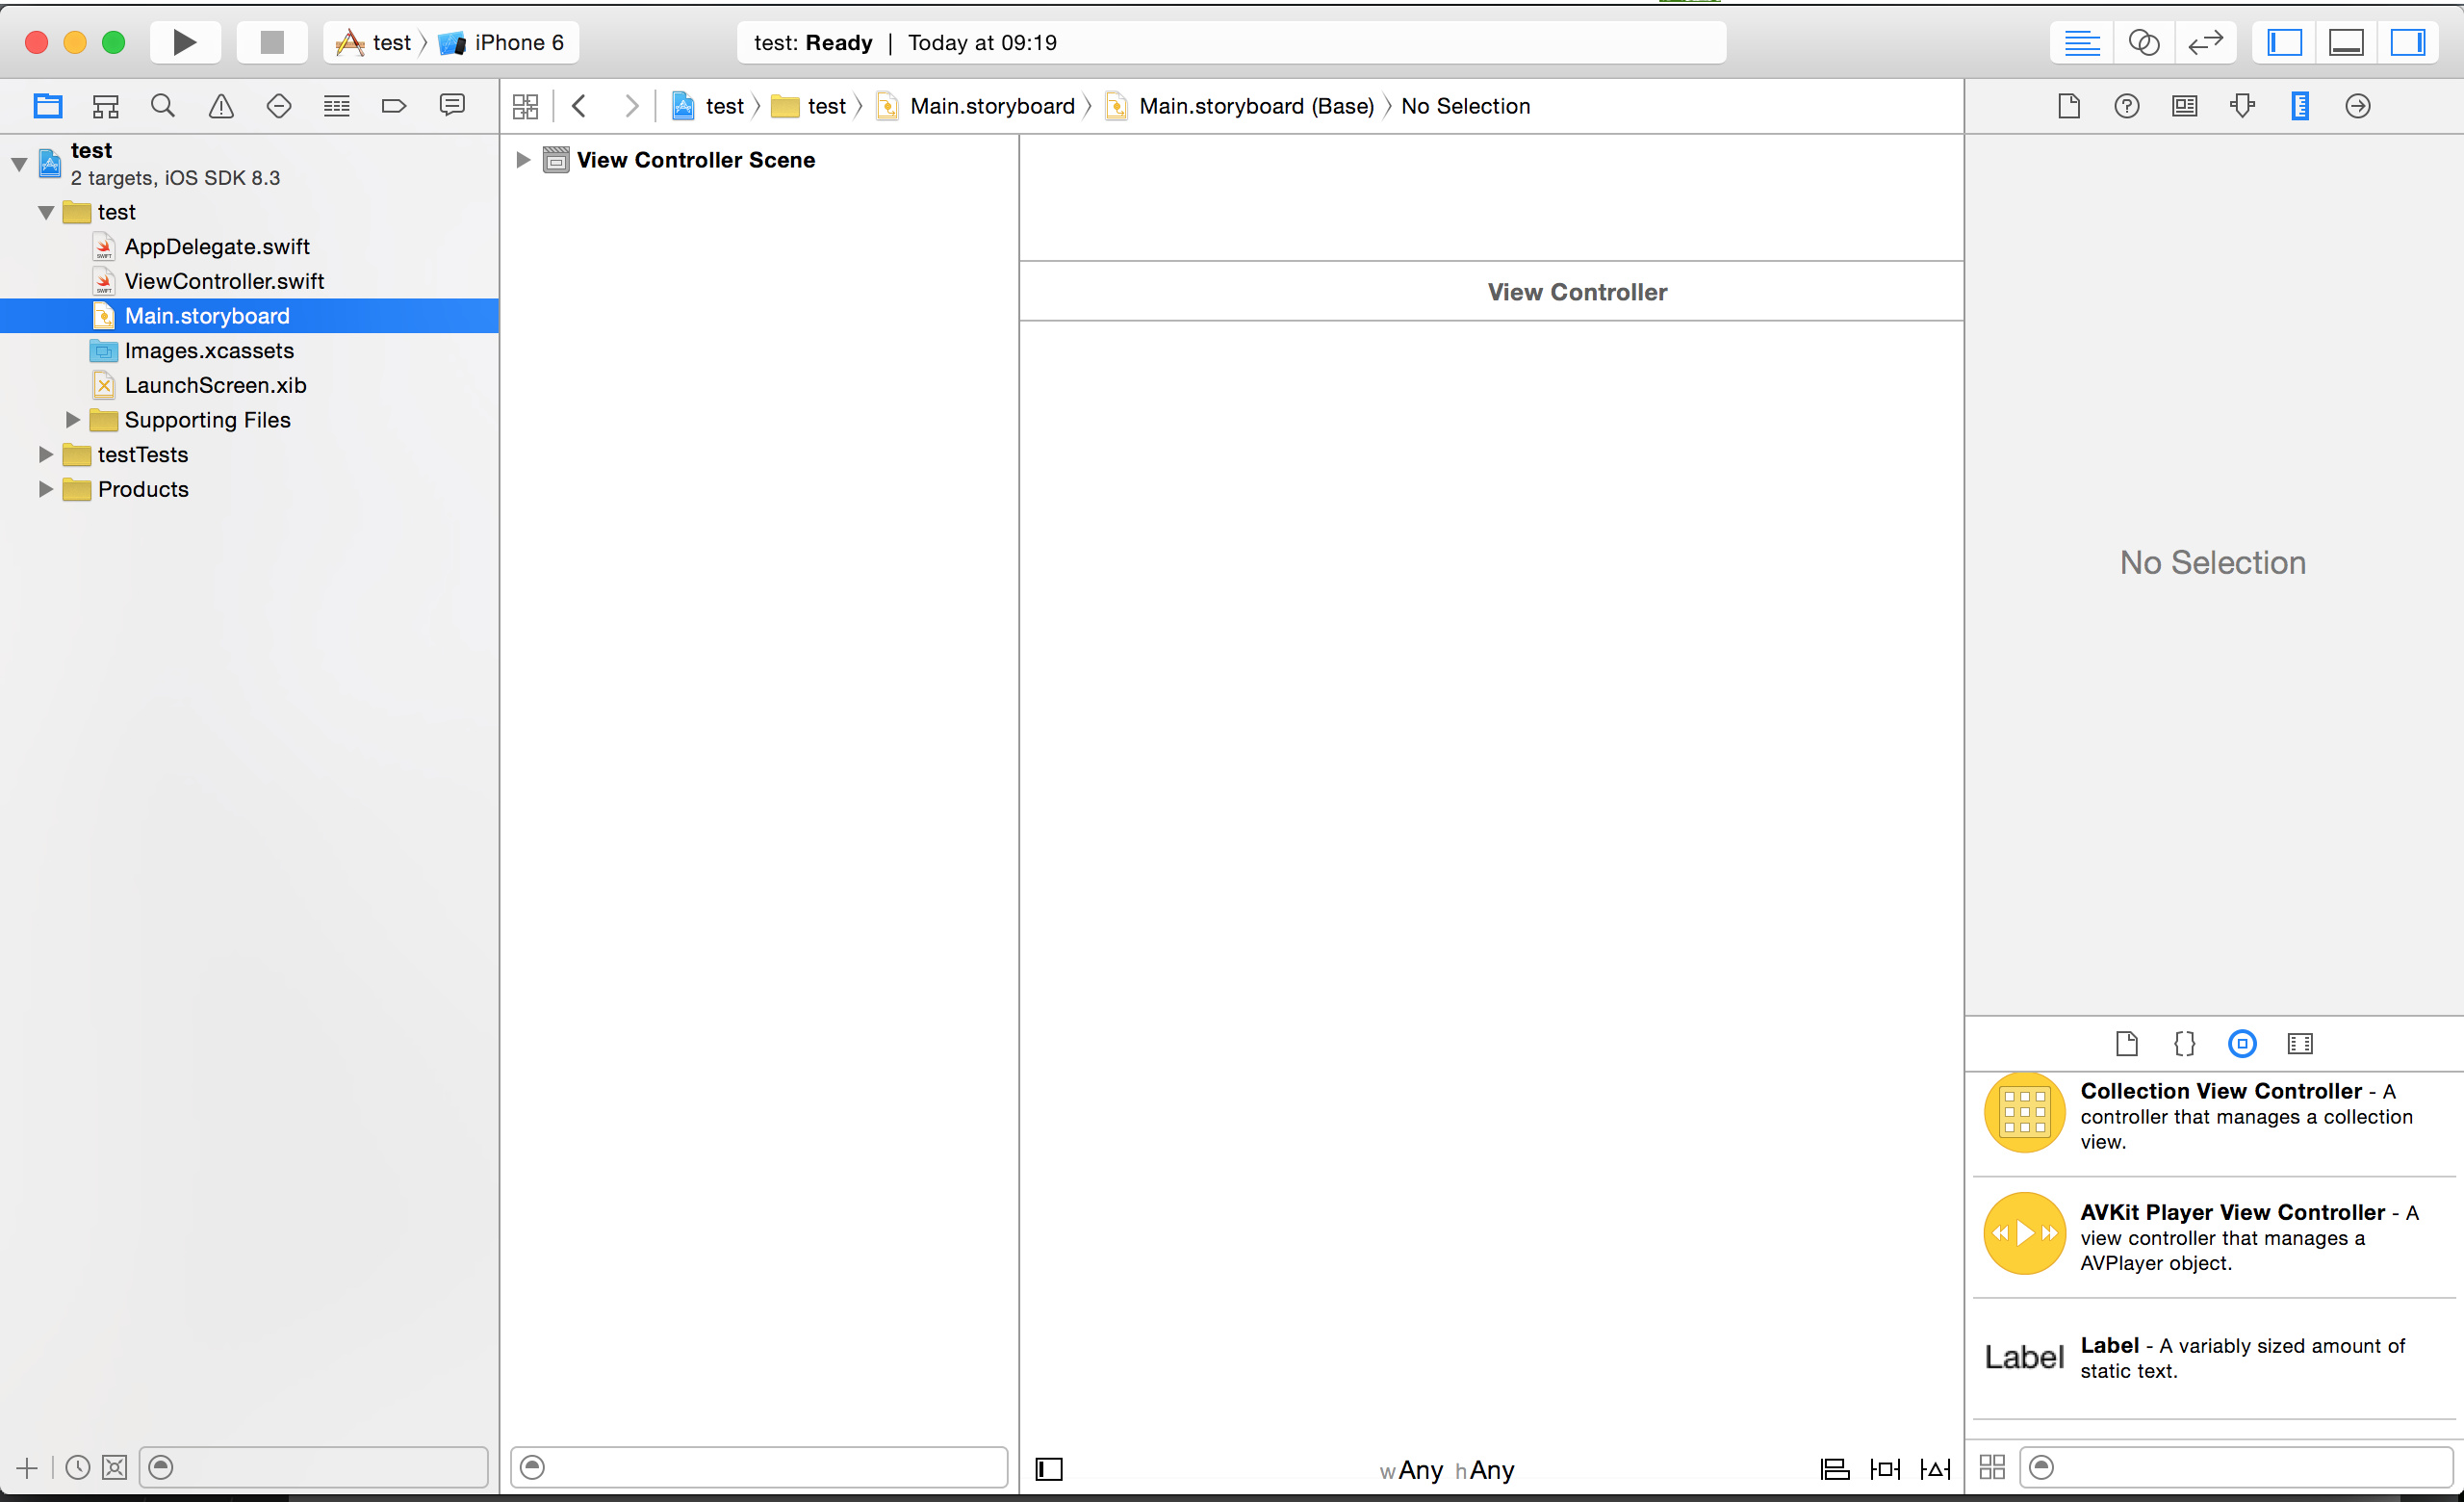 test 〉 iPhone 6
test: Ready | Today at 09:19
test 〉 test 〉 Main.storyboard 〉 Main.storyboard (Base) 〉 No Selection
test
2 targets, iOS SDK 8.3
test
AppDelegate.swift
ViewController.swift
Main.storyboard
Images.xcassets
LaunchScreen.xib
Supporting Files
testTests
Products
View Controller Scene
View Controller
wAny hAny
No Selection
Collection View Controller - A
controller that manages a collection
view.
AVKit Player View Controller - A
view controller that manages a
AVPlayer object.
Label
Label - A variably sized amount of
static text.